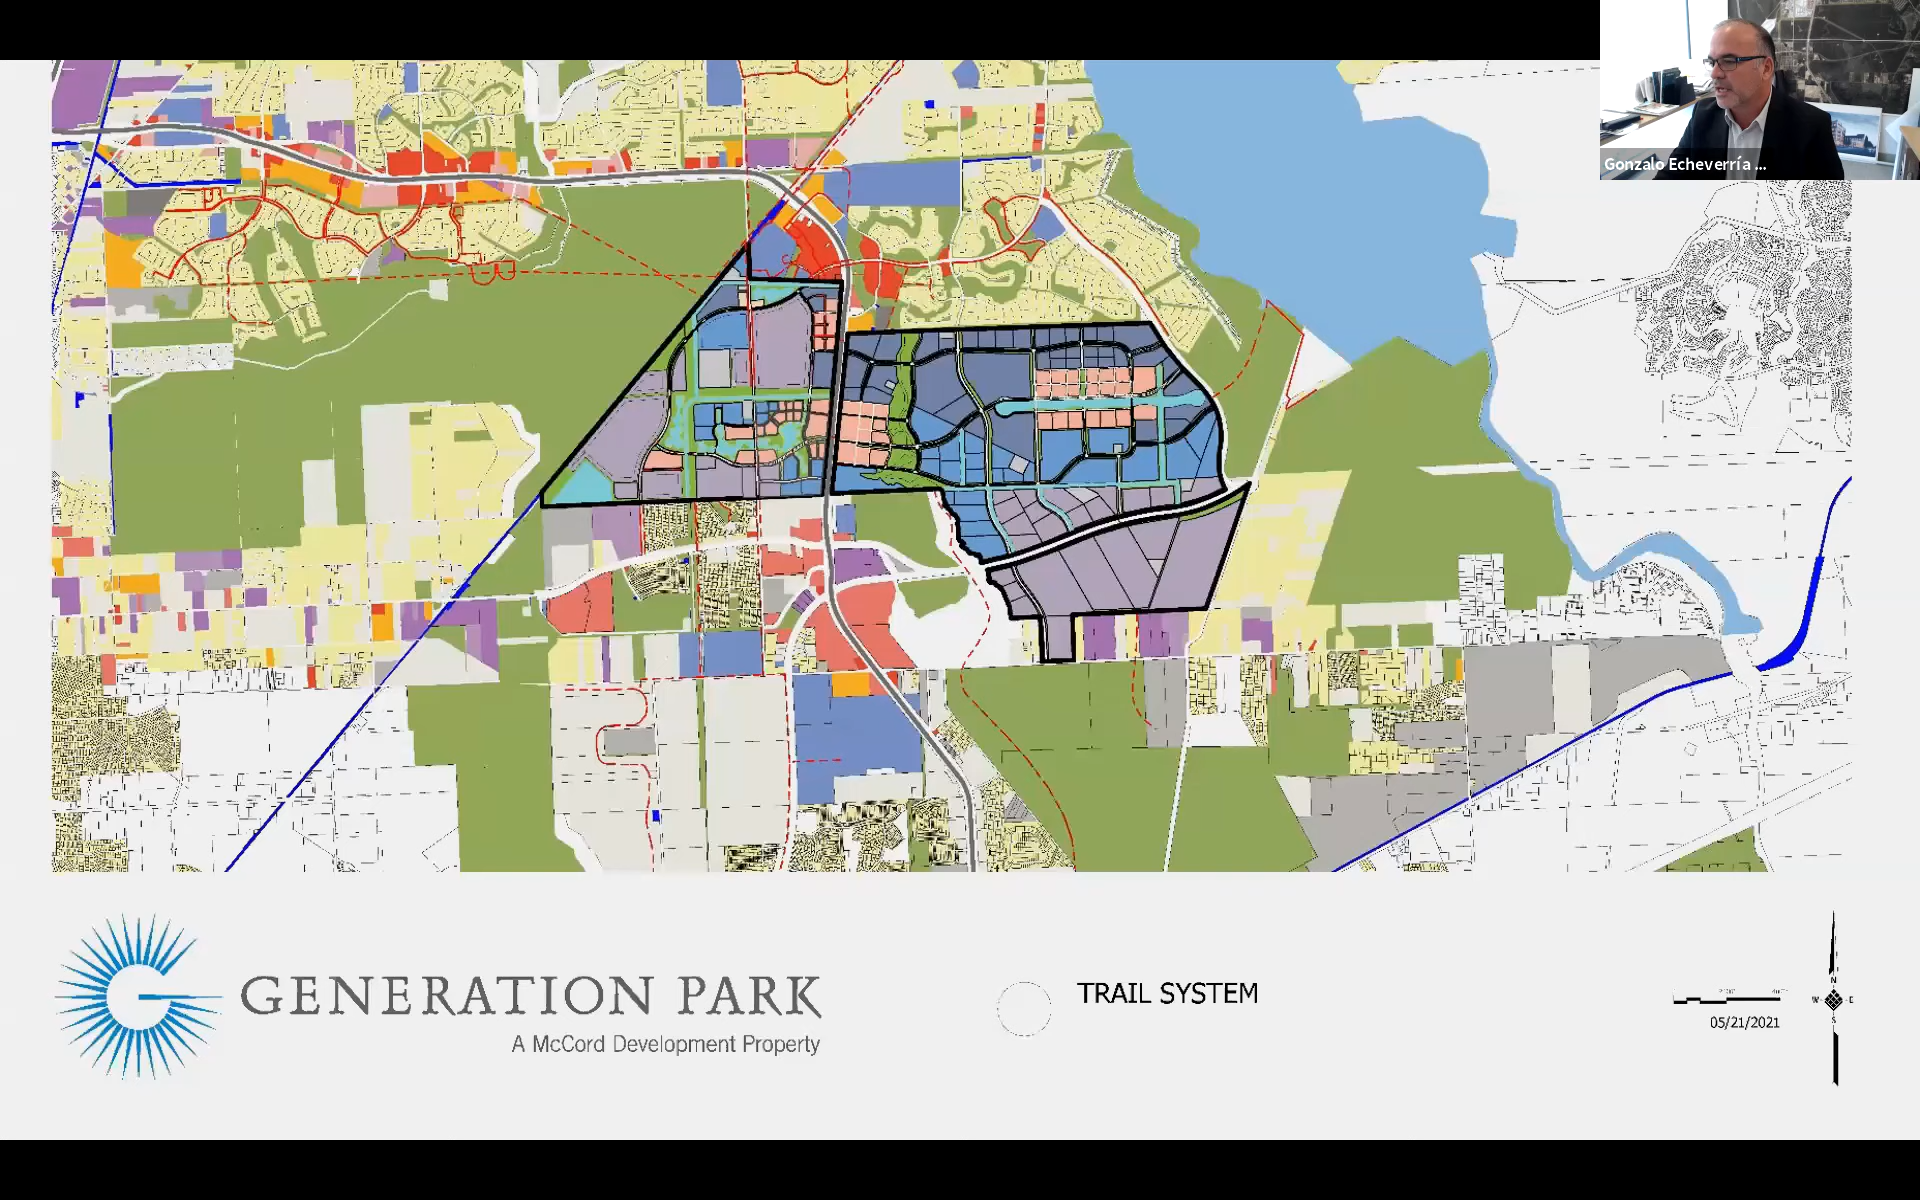 Gonzalo Echeverría ...
GENERATION PARK
A McCord Development Property
TRAIL SYSTEM
05/21/2021
N
W
E
S